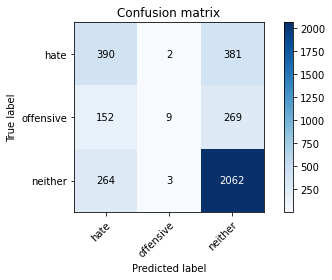 Confusion matrix
True label
hate 390 2 381
offensive 152 9 269
neither 264 3 2062
hate offensive neither
Predicted label
2000
1750
1500
1250
1000
750
500
250